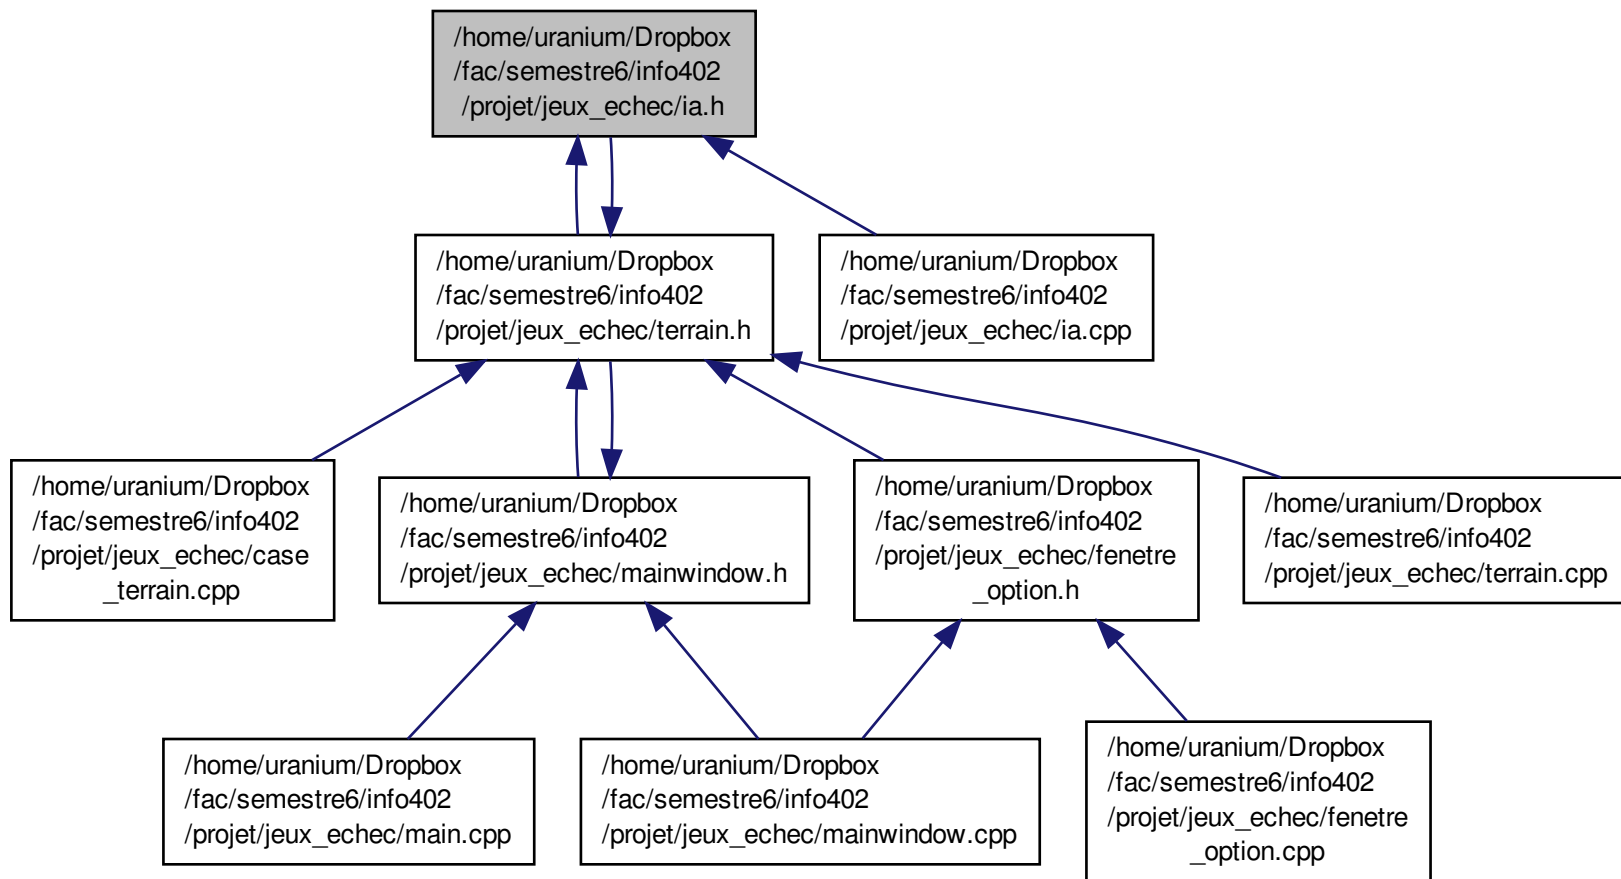 /home/uranium/Dropbox
/fac/semestre6/info402
/projet/jeux_echec/ia.h
/home/uranium/Dropbox
/fac/semestre6/info402
/projet/jeux_echec/terrain.h
/home/uranium/Dropbox
/fac/semestre6/info402
/projet/jeux_echec/ia.cpp
/home/uranium/Dropbox
/fac/semestre6/info402
/projet/jeux_echec/case
_terrain.cpp
/home/uranium/Dropbox
/fac/semestre6/info402
/projet/jeux_echec/mainwindow.h
/home/uranium/Dropbox
/fac/semestre6/info402
/projet/jeux_echec/fenetre
_option.h
/home/uranium/Dropbox
/fac/semestre6/info402
/projet/jeux_echec/terrain.cpp
/home/uranium/Dropbox
/fac/semestre6/info402
/projet/jeux_echec/main.cpp
/home/uranium/Dropbox
/fac/semestre6/info402
/projet/jeux_echec/mainwindow.cpp
/home/uranium/Dropbox
/fac/semestre6/info402
/projet/jeux_echec/fenetre
_option.cpp